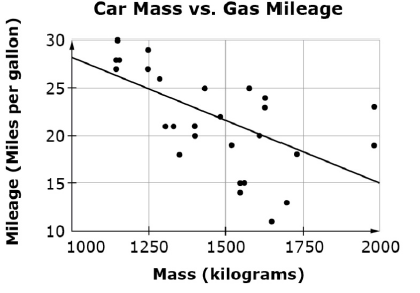 Car Mass vs. Gas Mileage
Mileage (Miles per gallon)
30
25
20
15
10
1000 1250 1500 1750 2000
Mass (kilograms)